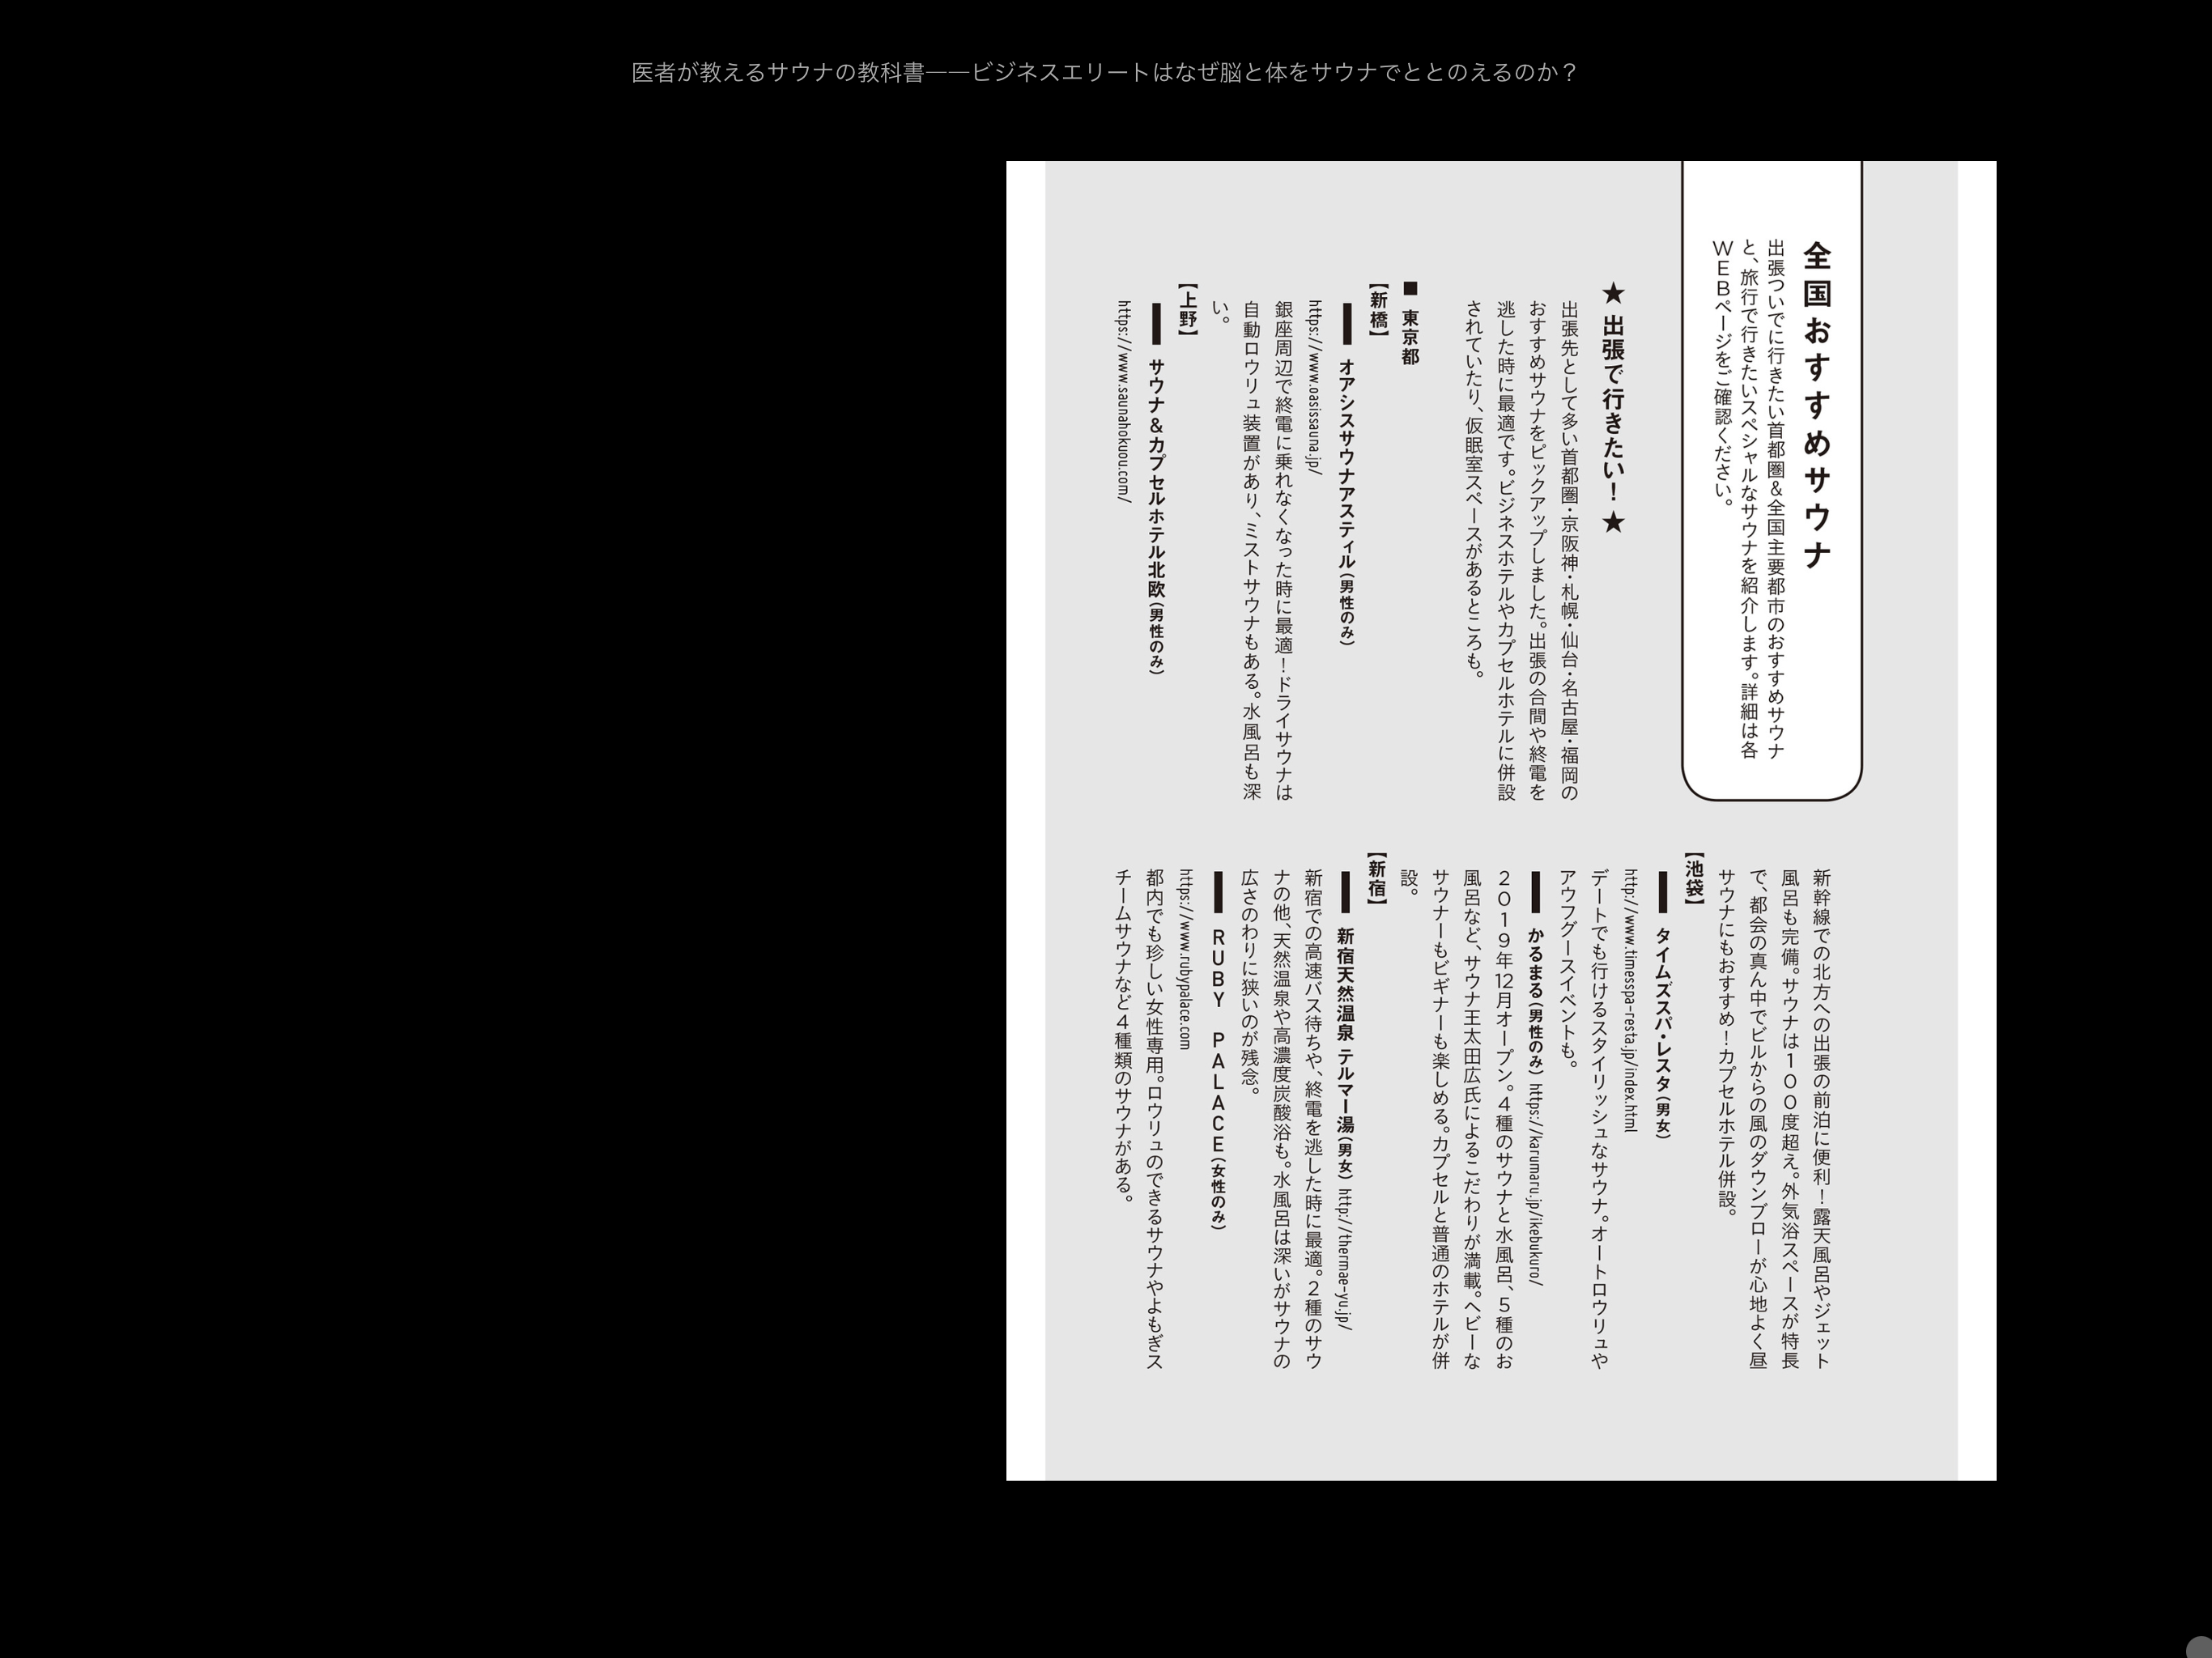 医者が教えるサウナの教科書――ビジネスエリートはなぜ脳と体をサウナでととのえるのか？
全国おすすめサウナ
出張ついでに行きたい首都圏＆全国主要都市のおすすめサウナ
と、旅行で行きたいスペシャルなサウナを紹介します。詳細は各
ＷＥＢページをご確認ください。
★ 出張で行きたい！★
出張先として多い首都圏・京阪神・札幌・仙台・名古屋・福岡の
おすすめサウナをピックアップしました。出張の合間や終電を
逃した時に最適です。ビジネスホテルやカプセルホテルに併設
されていたり、仮眠室スペースがあるところも。
■ 東京都
【新橋】
オアシスサウナアスティル（男性のみ）
https://www.oasissauna.jp/
銀座周辺で終電に乗れなくなった時に最適！ドライサウナは
自動ロウリュ装置があり、ミストサウナもある。水風呂も深
い。
【上野】
サウナ＆カプセルホテル北欧（男性のみ）
https://www.saunahokuou.com/
新幹線での北方への出張の前泊に便利！露天風呂やジェット
風呂も完備。サウナは１００度超え。外気浴スペースが特長
で、都会の真ん中でビルからの風のダウンブローが心地よく昼
サウナにもおすすめ！カプセルホテル併設。
【池袋】
タイムズスパ・レスタ（男女）
http://www.timesspa-resta.jp/index.html
デートでも行けるスタイリッシュなサウナ。オートロウリュや
アウフグースイベントも。
かるまる（男性のみ） https://karumaru.jp/ikebukuro/
２０１９年12月オープン。４種のサウナと水風呂、５種のお
風呂など、サウナ王太田広氏によるこだわりが満載。ヘビーな
サウナーもビギナーも楽しめる。カプセルと普通のホテルが併
設。
【新宿】
新宿天然温泉 テルマー湯（男女） http://thermae-yu.jp/
新宿での高速バス待ちや、終電を逃した時に最適。２種のサウ
ナの他、天然温泉や高濃度炭酸浴も。水風呂は深いがサウナの
広さのわりに狭いのが残念。
ＲＵＢＹ　ＰＡＬＡＣＥ（女性のみ）
https://www.rubypalace.com
都内でも珍しい女性専用。ロウリュのできるサウナやよもぎス
チームサウナなど４種類のサウナがある。